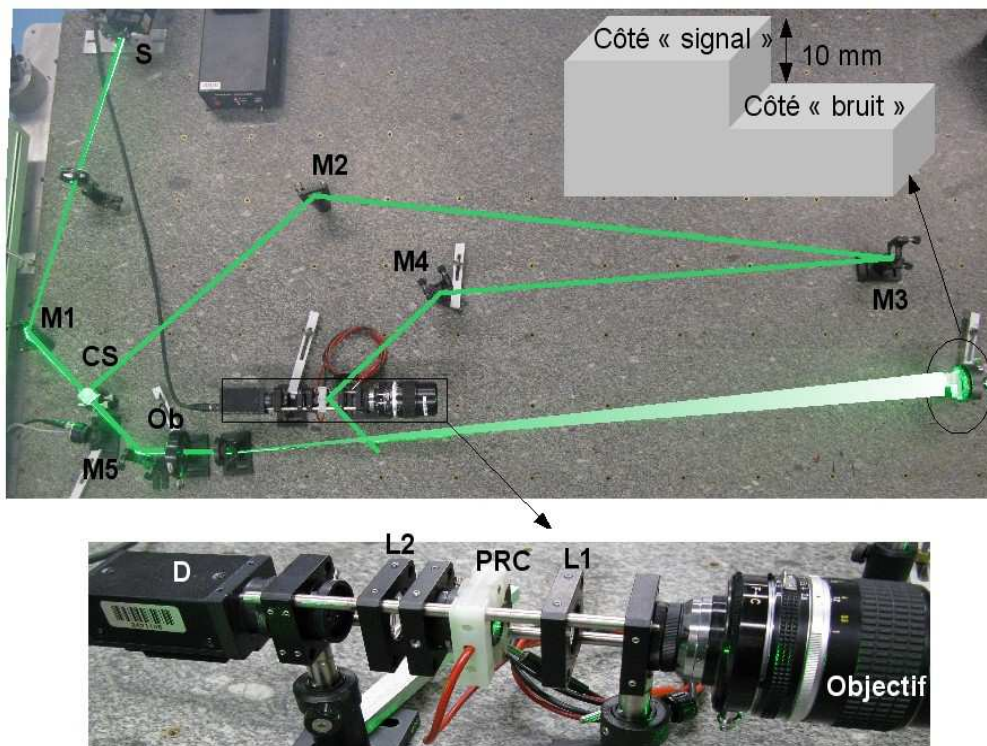 S
Côté « signal »
10 mm
Côté « bruit »
M2
M4
M3
M1
CS
Ob
M5
D
L2
PRC
L1
Objectif